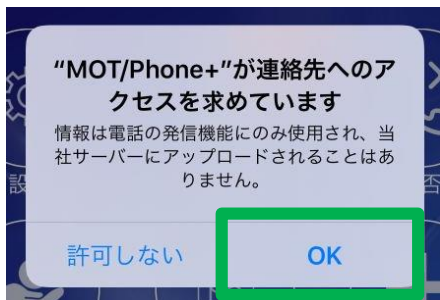 “MOT/Phone+”が連絡先へのア
クセスを求めています
情報は電話の発信機能にのみ使用され、当
社サーバーにアップロードされることはあ
りません。
設
否
許可しない
OK